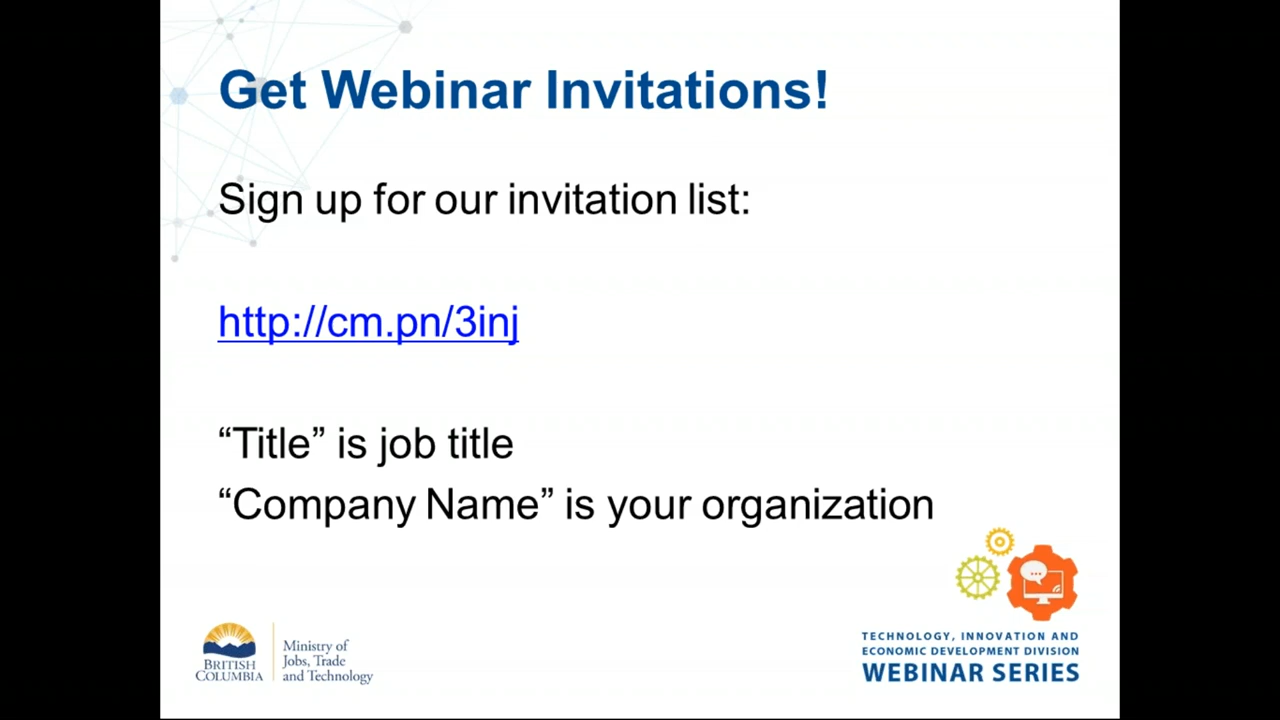 Get Webinar Invitations!
Sign up for our invitation list:
http://cm.pn/3inj
“Title” is job title
“Company Name” is your organization
BRITISH
COLUMBIA
Ministry of
Jobs, Trade
and Technology
TECHNOLOGY, INNOVATION AND
ECONOMIC DEVELOPMENT DIVISION
WEBINAR SERIES